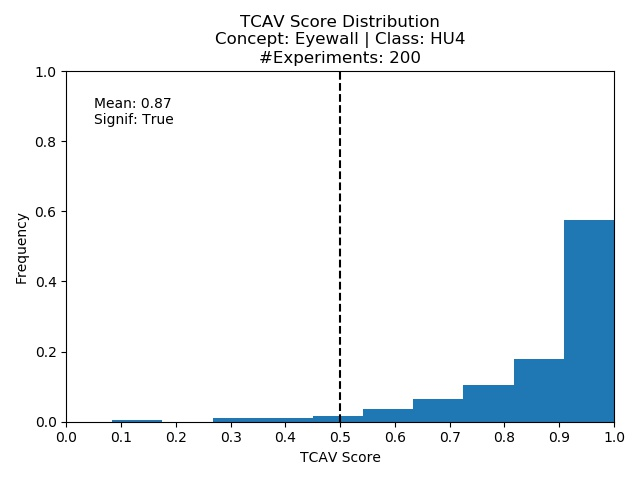 TCAV Score Distribution
Concept: Eyewall | Class: HU4
#Experiments: 200
Mean: 0.87
Signif: True
1.0
0.8
0.6
0.4
0.2
0.0
Frequency
0.0 0.1 0.2 0.3 0.4 0.5 0.6 0.7 0.8 0.9 1.0
TCAV Score